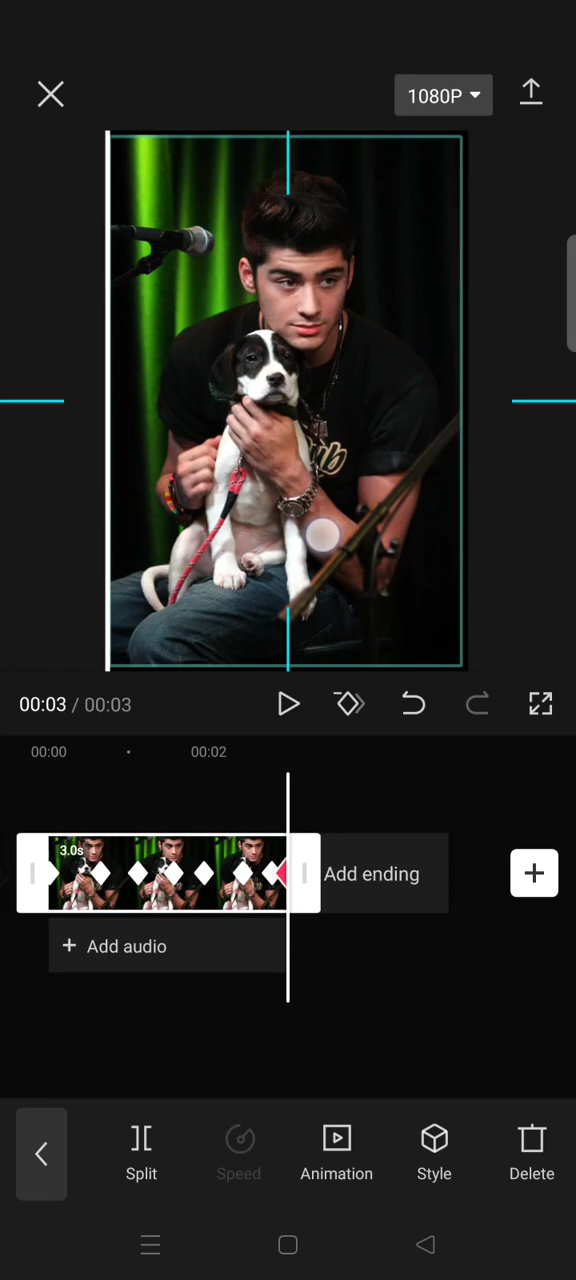 1080P
00:03 / 00:03
00:00 00:02
3.0s
Add ending
+
+ Add audio
Split Speed Animation Style Delete